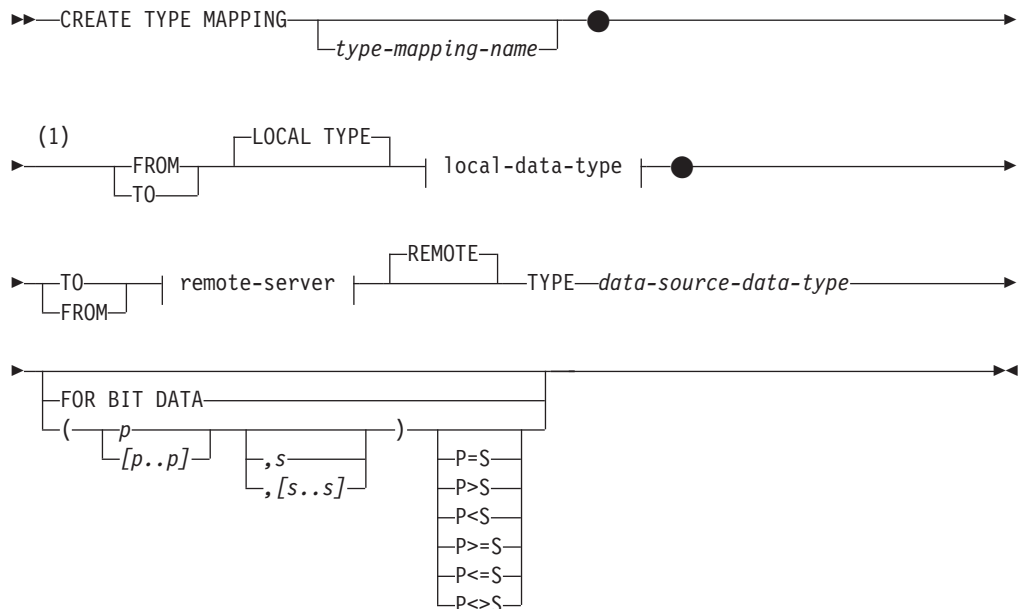 CREATE TYPE MAPPING
type-mapping-name
(1)
LOCAL TYPE
FROM local-data-type
TO
REMOTE
TO remote-server TYPE data-source-data-type
FROM
FOR BIT DATA
( p )
[p..p] ,s P=S
,[s..s] P>S
P<S
P>=S
P<=S
P<>S